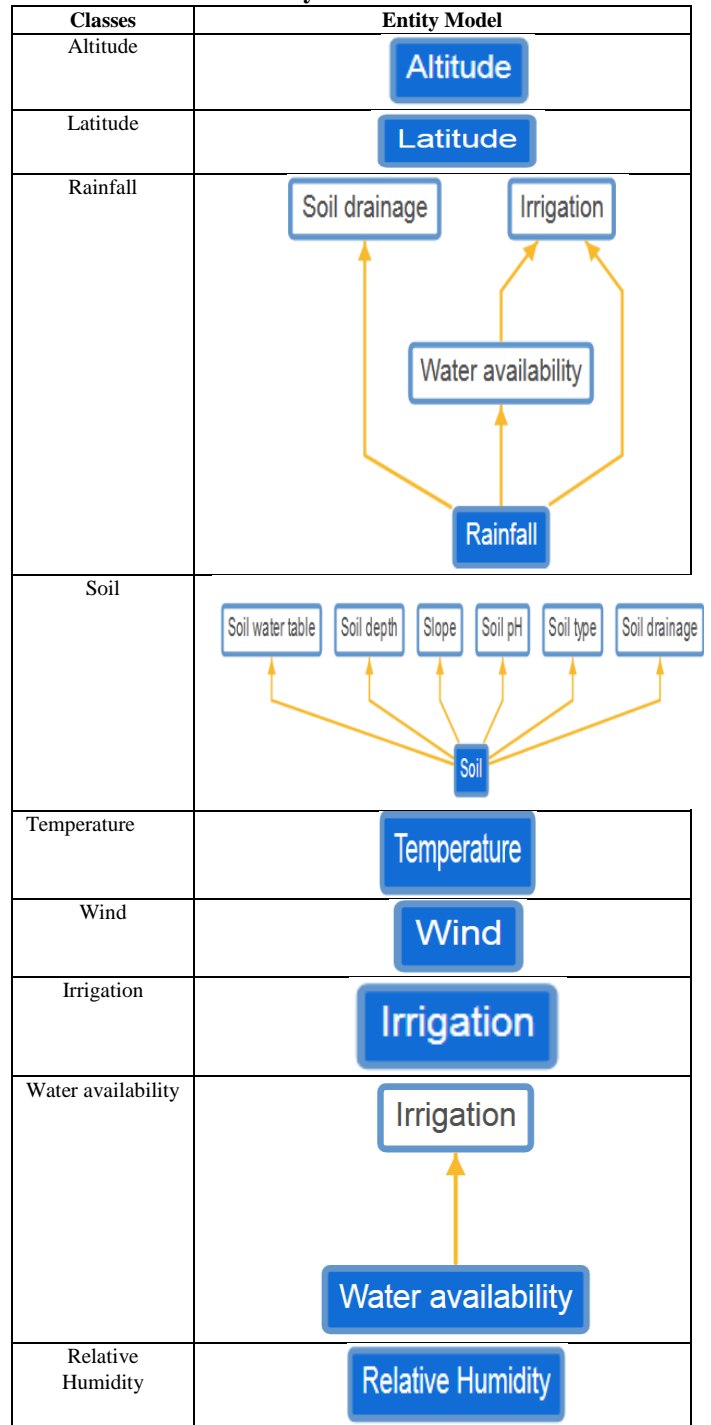 Classes Entity Model
Altitude
Altitude
Latitude
Latitude
Rainfall
Soil drainage Irrigation
Water availability
Rainfall
Soil
Soil water table Soil depth Slope Soil pH Soil type Soil drainage
Soil
Temperature
Temperature
Wind
Wind
Irrigation
Irrigation
Water availability
Irrigation
Water availability
Relative
Humidity
Relative Humidity